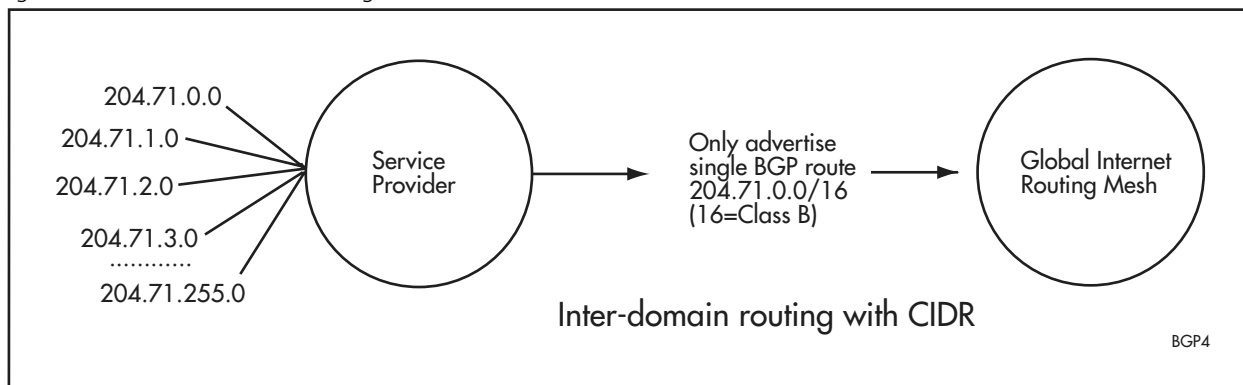 204.71.0.0
204.71.1.0
204.71.2.0
204.71.3.0
............
204.71.255.0
Service
Provider
Only advertise
single BGP route
204.71.0.0/16
(16=Class B)
Global Internet
Routing Mesh
Inter-domain routing with CIDR
BGP4